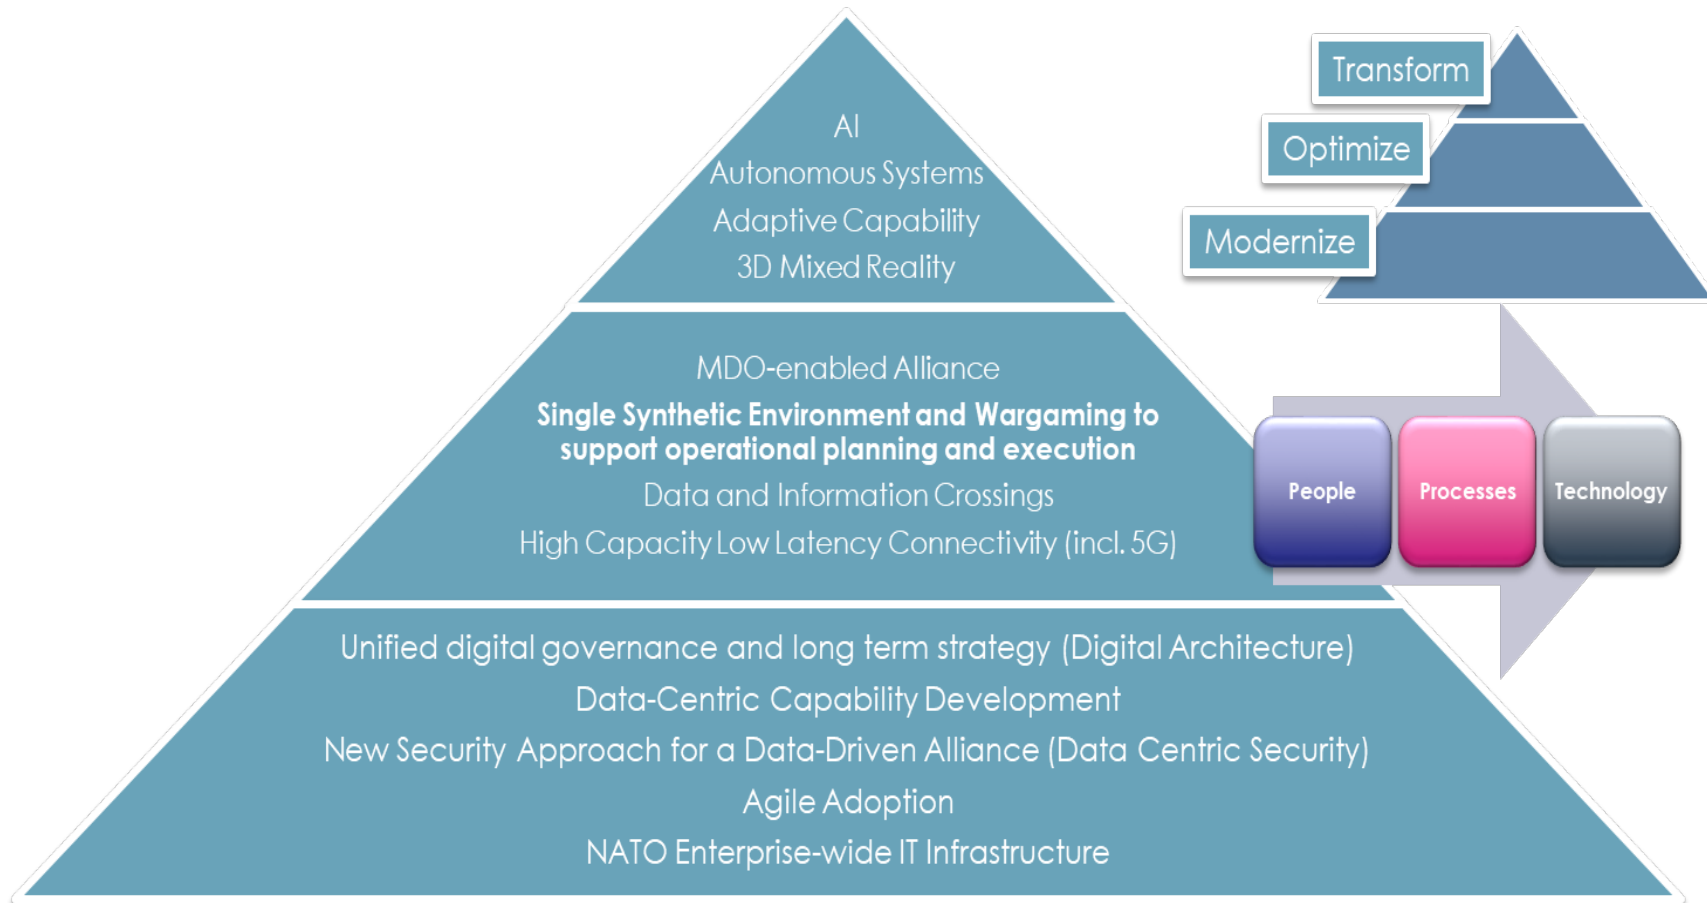 AI
Autonomous Systems
Adaptive Capability
3D Mixed Reality
MDO-enabled Alliance
Single Synthetic Environment and Wargaming to
support operational planning and execution
Data and Information Crossings
High Capacity Low Latency Connectivity (incl. 5G)
Unified digital governance and long term strategy (Digital Architecture)
Data-Centric Capability Development
New Security Approach for a Data-Driven Alliance (Data Centric Security)
Agile Adoption
NATO Enterprise-wide IT Infrastructure
Transform
Optimize
Modernize
People
Processes
Technology